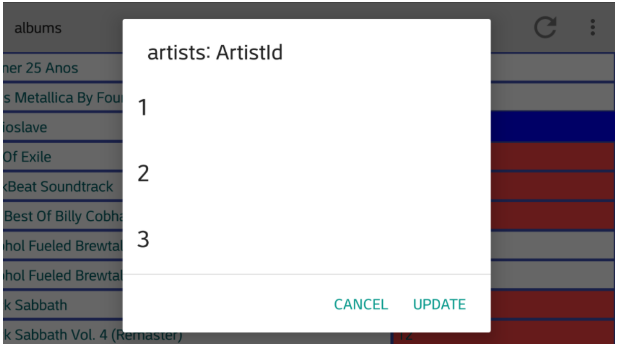 albums
artists: ArtistId
ner 25 Anos
s Metallica By Fou
1
ioslave
Of Exile
2
kBeat Soundtrack
Best Of Billy Cobha
3
hol Fueled Brewtal
hol Fueled Brewtal
CANCEL UPDATE
k Sabbath
k Sabbath Vol. 4 (Remaster) 12